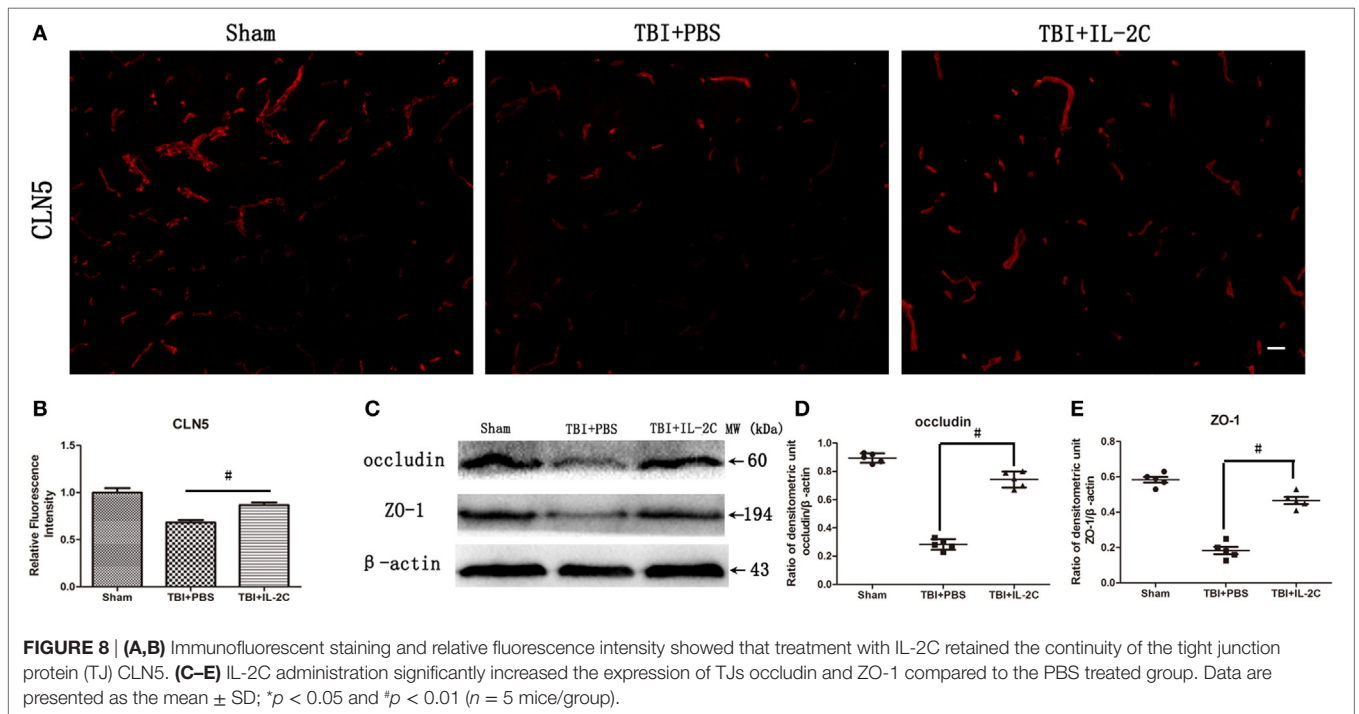 A
Sham
TBI+PBS
TBI+IL-2C
CLN5
B
CLN5
Relative Fluorescence
Intensity
1.5
1.0
0.5
0.0
Sham
TBI+PBS
TBI+IL-2C
#
C
Sham
TBI+PBS
TBI+IL-2C MW (kDa)
occludin
←60
ZO-1
←194
β-actin
←43
D
occludin
Ratio of densitometric unit
occludin/β-actin
1.0
0.8
0.6
0.4
0.2
0.0
#
Sham
TBI+PBS
TBI+IL-2C
E
ZO-1
Ratio of densitometric unit
ZO-1/β-actin
0.8
0.6
0.4
0.2
0.0
#
Sham
TBI+PBS
TBI+IL-2C
FIGURE 8 | (A,B) Immunofluorescent staining and relative fluorescence intensity showed that treatment with IL-2C retained the continuity of the tight junction
protein (TJ) CLN5. (C–E) IL-2C administration significantly increased the expression of TJs occludin and ZO-1 compared to the PBS treated group. Data are
presented as the mean ± SD; *p < 0.05 and #p < 0.01 (n = 5 mice/group).